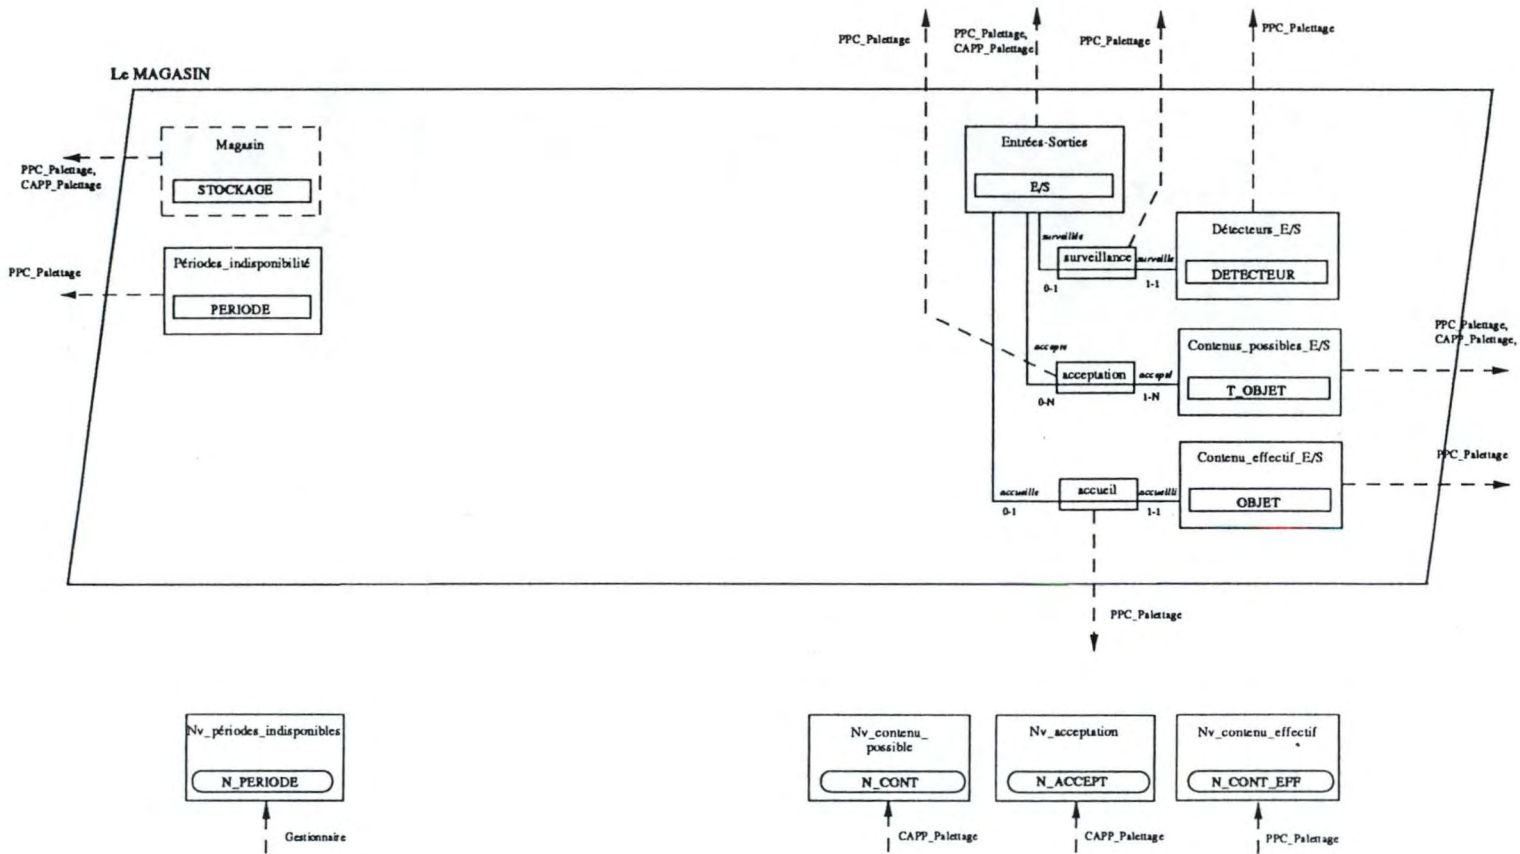 PPC_Palettage
PPC_Palettage,
CAPP_Palettage
PPC_Palettage
PPC_Palettage
Le MAGASIN
Magasin
STOCKAGE
PPC_Palettage,
CAPP_Palettage
Périodes_indisponibilité
PERIODE
PPC_Palettage
Entrées-Sorties
E/S
surveillée
surveillance
surveille
0-1
1-1
Détecteurs_E/S
DETECTEUR
accepte
acceptation
accepté
0-N
1-N
Contenus_possibles_E/S
T_OBJET
PPC_Palettage,
CAPP_Palettage,
accueille
accueil
accueilli
0-1
1-1
Contenu_effectif_E/S
OBJET
PPC_Palettage
PPC_Palettage
Nv_périodes_indisponibles
N_PERIODE
Gestionnaire
Nv_contenu_
possible
N_CONT
CAPP_Palettage
Nv_acceptation
N_ACCEPT
CAPP_Palettage
Nv_contenu_effectif
N_CONT_EFF
PPC_Palettage